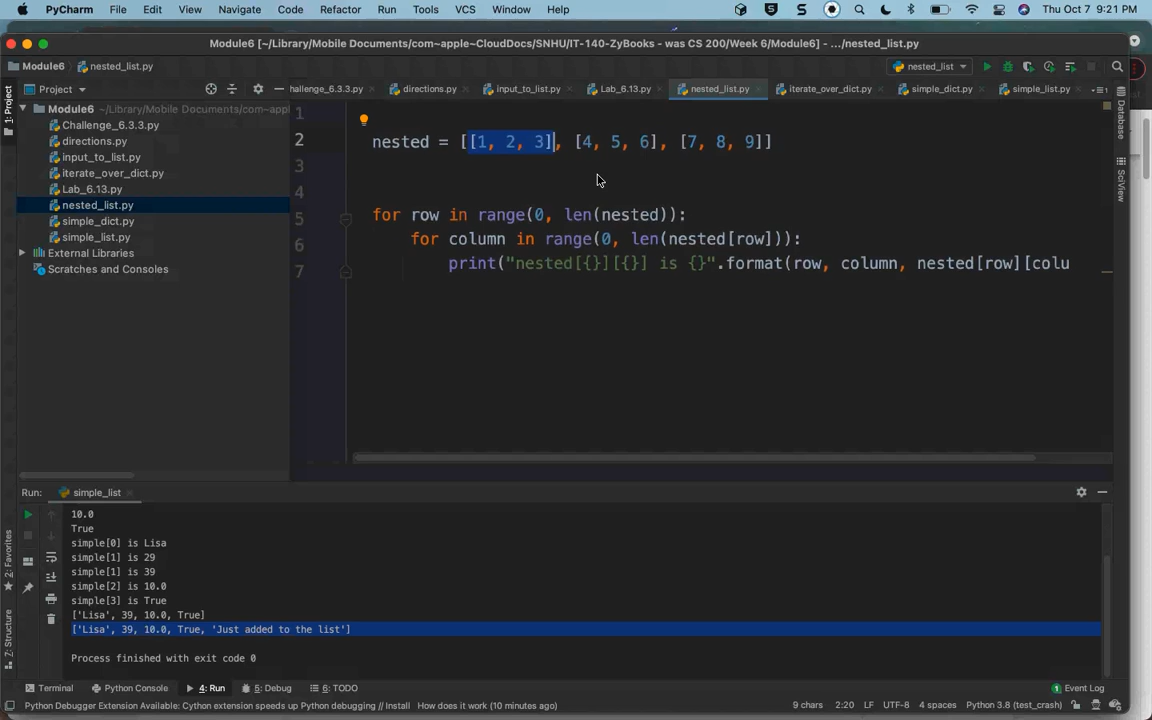 PyCharm File Edit View Navigate Code Refactor Run Tools VCS Window Help Thu Oct 7 9:21 PM
Module6 [~/Library/Mobile Documents/com~apple~CloudDocs/SNHU/IT-140-ZyBooks - was CS 200/Week 6/Module6] - .../nested_list.py
Module6 nested_list.py nested_list
Project hallenge_6.3.3.py directions.py input_to_list.py Lab_6.13.py nested_list.py iterate_over_dict.py simple_dict.py simple_list.py
1: Project
Module6 ~/Library/Mobile Documents/com~appl
Challenge_6.3.3.py
directions.py
input_to_list.py
iterate_over_dict.py
Lab_6.13.py
nested_list.py
simple_dict.py
simple_list.py
External Libraries
Scratches and Consoles
1
2 nested = [[1, 2, 3], [4, 5, 6], [7, 8, 9]]
3
4
5 for row in range(0, len(nested)):
6 for column in range(0, len(nested[row])):
7 print("nested[{}][{}] is {}".format(row, column, nested[row][colu
Database
SciView
Run: simple_list
10.0
True
simple[0] is Lisa
simple[1] is 29
simple[1] is 39
simple[2] is 10.0
simple[3] is True
['Lisa', 39, 10.0, True]
['Lisa', 39, 10.0, True, 'Just added to the list']
Process finished with exit code 0
2: Favorites
7: Structure
Terminal Python Console 4: Run 5: Debug 6: TODO 1 Event Log
Python Debugger Extension Available: Cython extension speeds up Python debugging // Install How does it work (10 minutes ago) 9 chars 2:20 LF UTF-8 4 spaces Python 3.8 (test_crash)